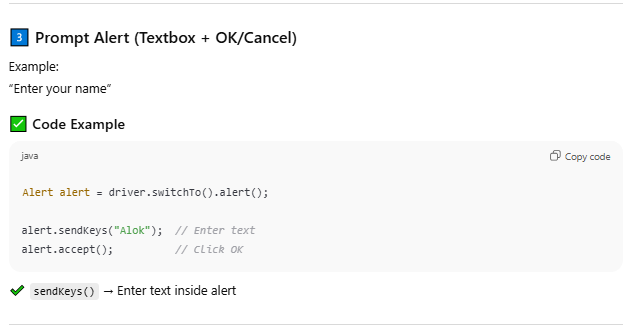 3 Prompt Alert (Textbox + OK/Cancel)
Example:
“Enter your name”
✅ Code Example
java
Copy code
Alert alert = driver.switchTo().alert();
alert.sendKeys("Alok");  // Enter text
alert.accept();          // Click OK
✔ sendKeys() → Enter text inside alert